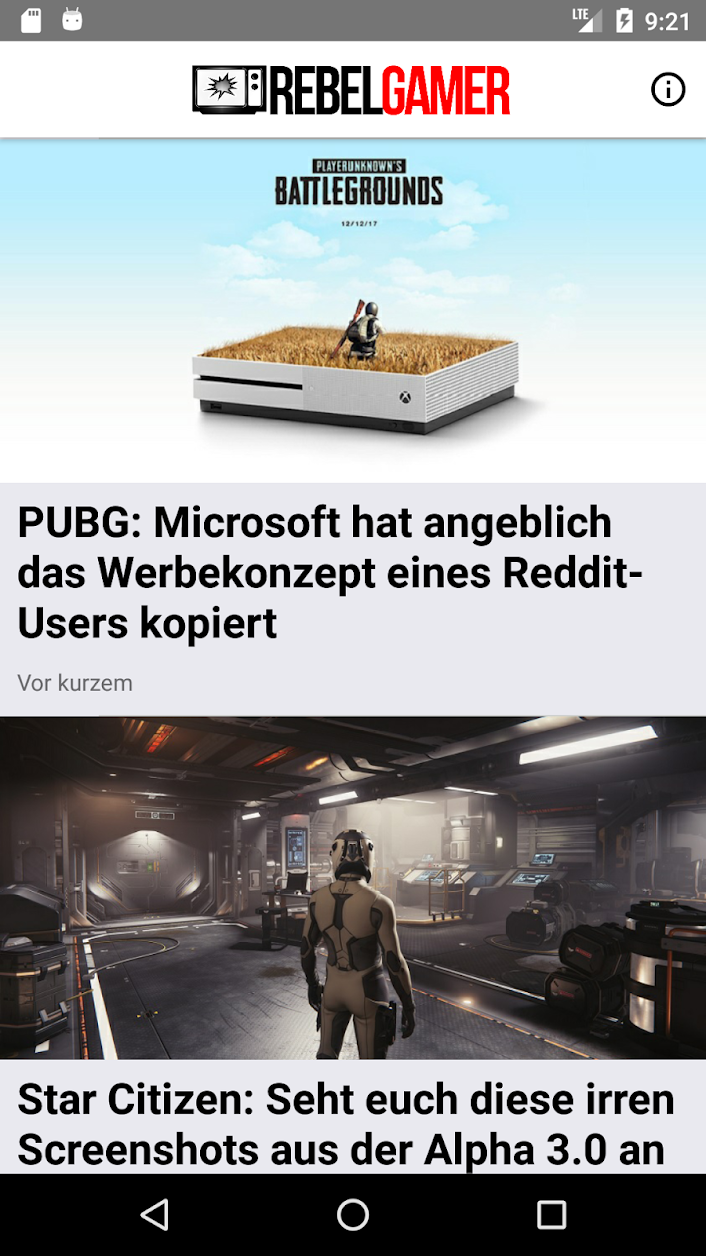 LTE 9:21
REBELGAMER
PLAYERUNKNOWN'S
BATTLEGROUNDS
12/12/17
PUBG: Microsoft hat angeblich
das Werbekonzept eines Reddit-
Users kopiert
Vor kurzem
Star Citizen: Seht euch diese irren
Screenshots aus der Alpha 3.0 an